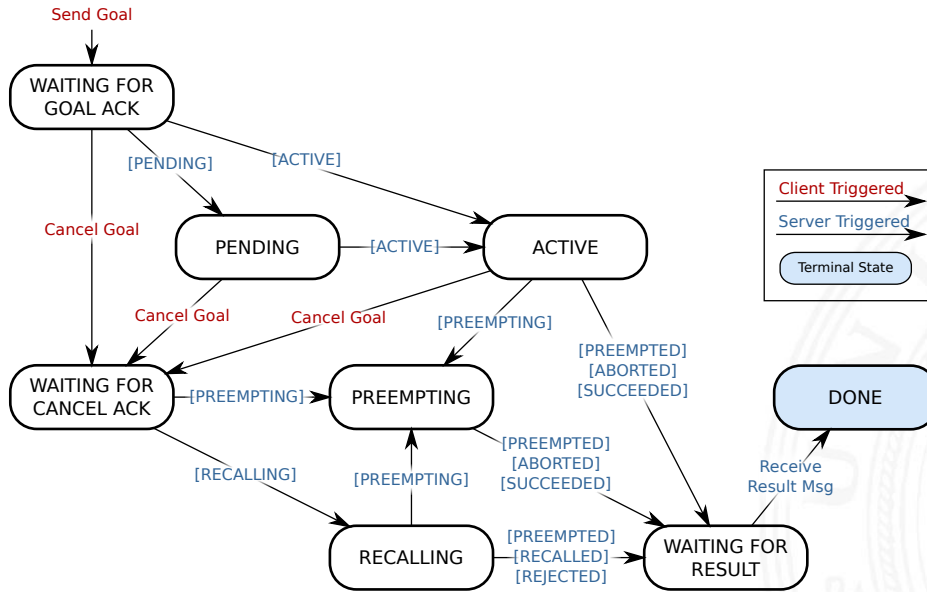 Send Goal
WAITING FOR
GOAL ACK
[PENDING]
[ACTIVE]
Client Triggered
Server Triggered
Terminal State
Cancel Goal
PENDING
[ACTIVE]
ACTIVE
Cancel Goal
Cancel Goal
[PREEMPTING]
[PREEMPTED]
[ABORTED]
[SUCCEEDED]
WAITING FOR
CANCEL ACK
[PREEMPTING]
PREEMPTING
DONE
[RECALLING]
[PREEMPTING]
[PREEMPTED]
[ABORTED]
[SUCCEEDED]
Receive
Result Msg
RECALLING
[PREEMPTED]
[RECALLED]
[REJECTED]
WAITING FOR
RESULT